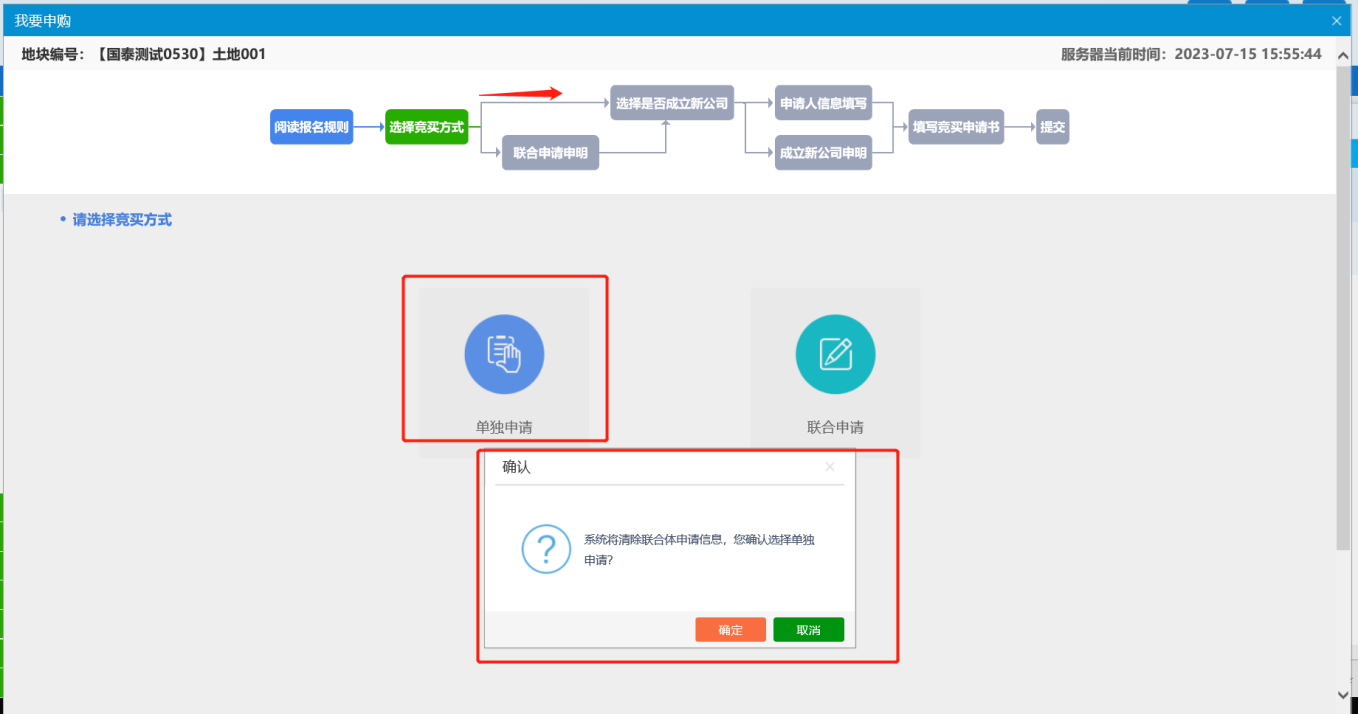 我要申购
地块编号：【国泰测试0530】土地001
服务器当前时间：2023-07-15 15:55:44
阅读报名规则
选择竞买方式
选择是否成立新公司
联合申请申明
申请人信息填写
成立新公司申明
填写竞买申请书
提交
请选择竞买方式
单独申请
联合申请
确认
系统将清除联合体申请信息，您确认选择单独
申请?
确定
取消